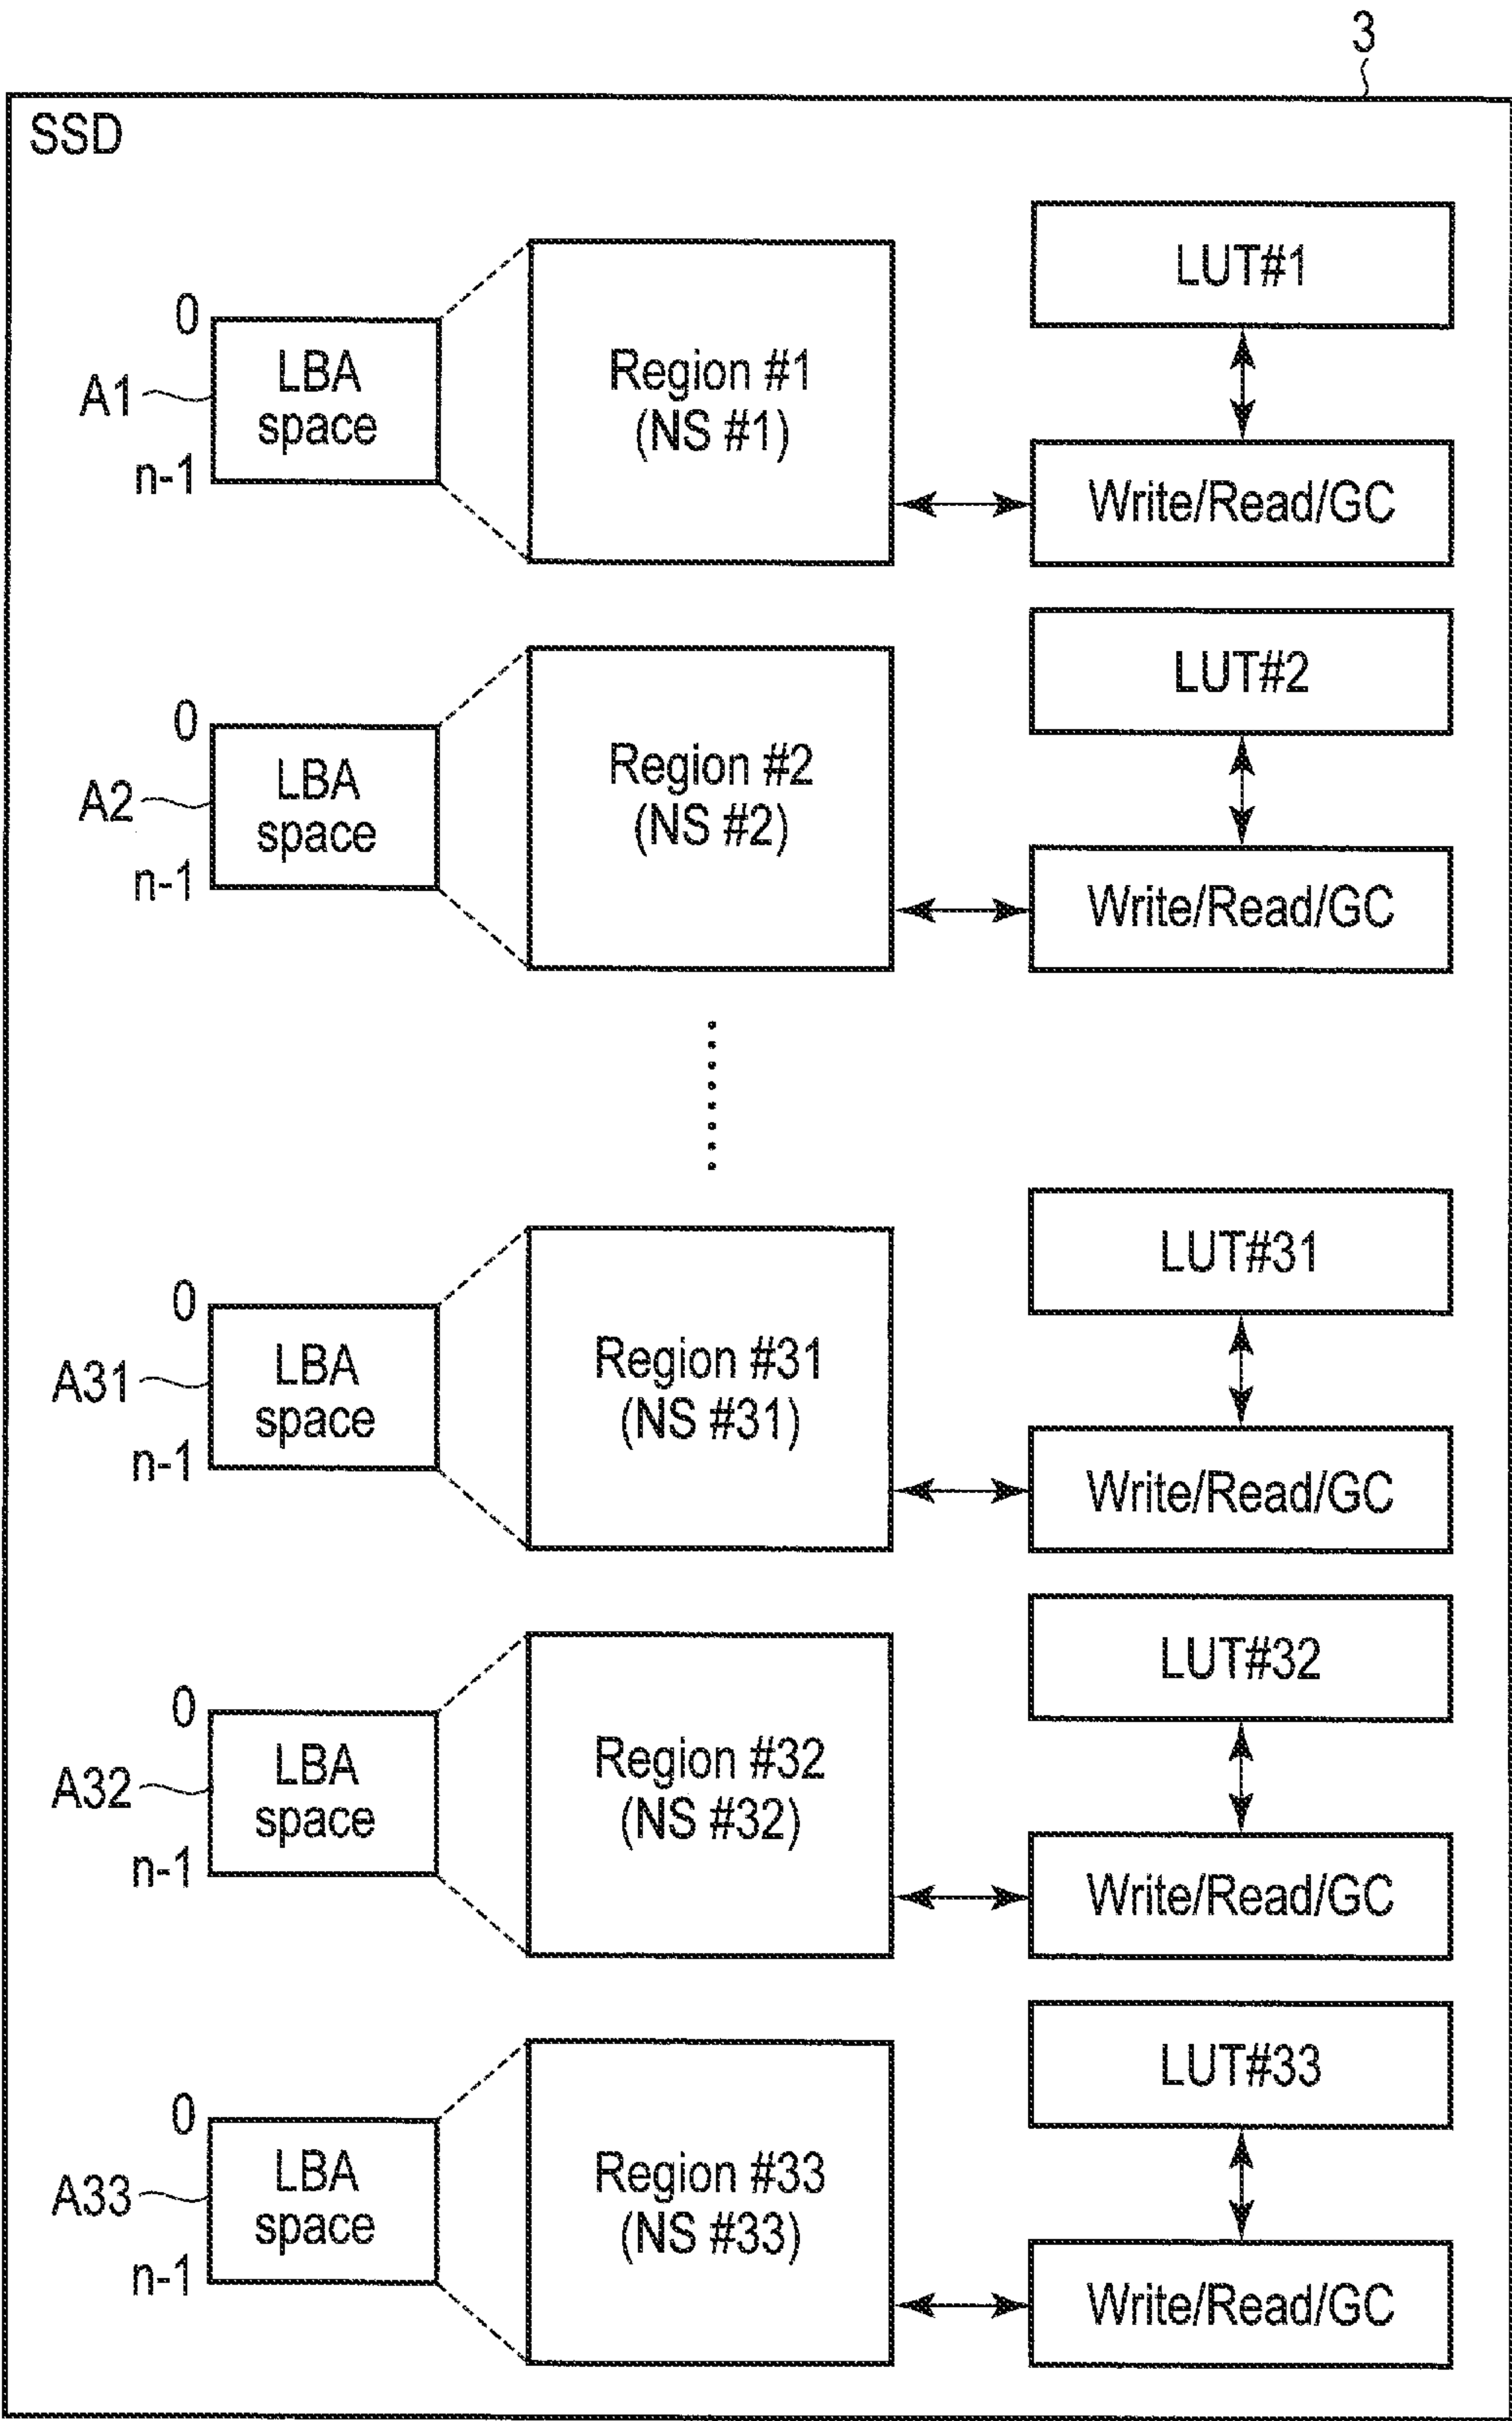 3
SSD
LUT#1
0
A1
LBA
space
n-1
Region #1
(NS #1)
Write/Read/GC
LUT#2
0
A2
LBA
space
n-1
Region #2
(NS #2)
Write/Read/GC
LUT#31
0
A31
LBA
space
n-1
Region #31
(NS #31)
Write/Read/GC
LUT#32
0
A32
LBA
space
n-1
Region #32
(NS #32)
Write/Read/GC
LUT#33
0
A33
LBA
space
n-1
Region #33
(NS #33)
Write/Read/GC